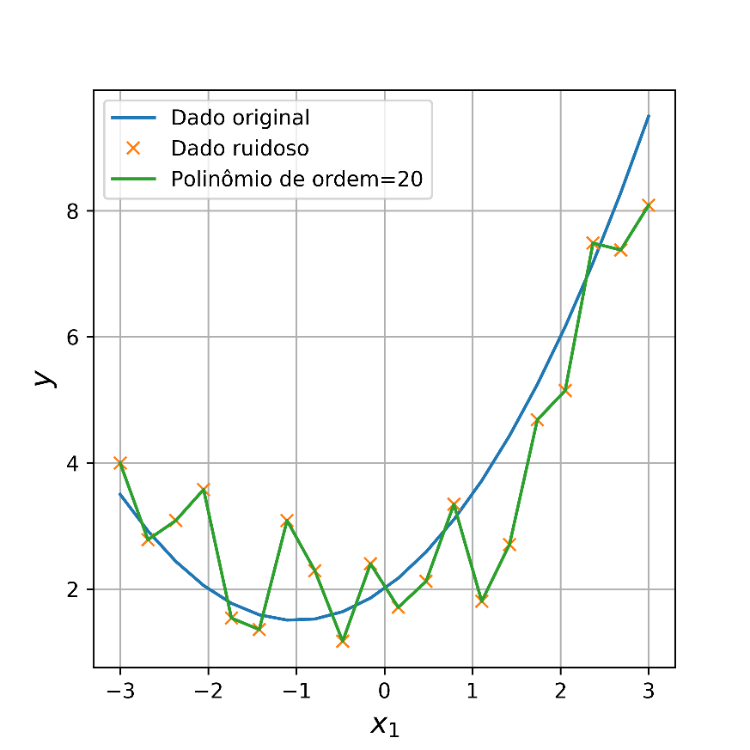 Dado original
Dado ruidoso
Polinômio de ordem=20
8
6
4
2
y
−3 −2 −1 0 1 2 3
x₁